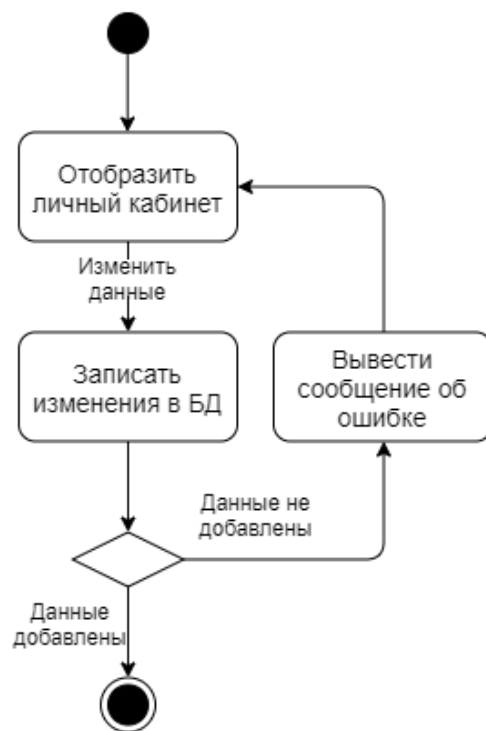 Отобразить
личный кабинет
Изменить
данные
Записать
изменения в БД
Вывести
сообщение об
ошибке
Данные не
добавлены
Данные
добавлены